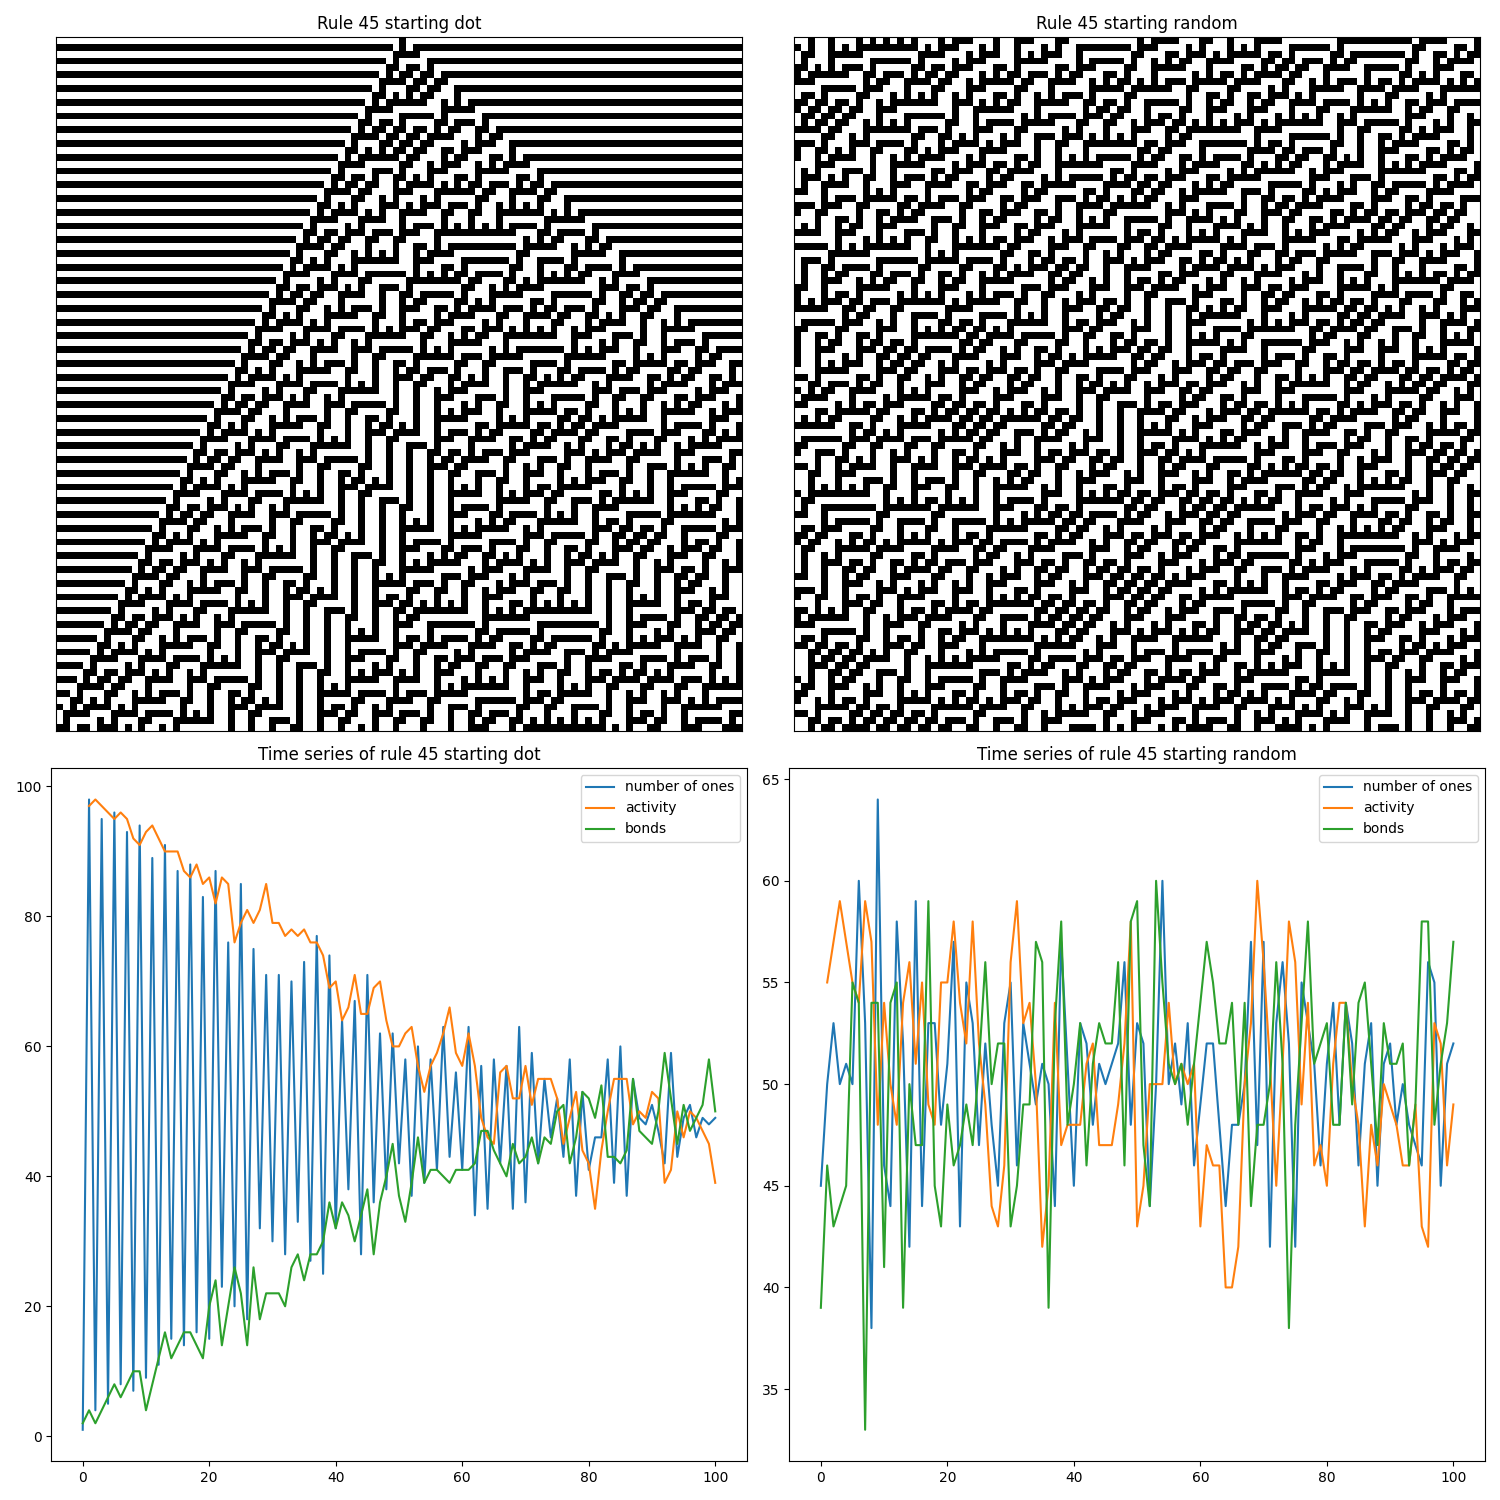 Rule 45 starting dot
Rule 45 starting random
Time series of rule 45 starting dot
100
80
60
40
20
0
0 20 40 60 80 100
number of ones
activity
bonds
Time series of rule 45 starting random
65
60
55
50
45
40
35
0 20 40 60 80 100
number of ones
activity
bonds